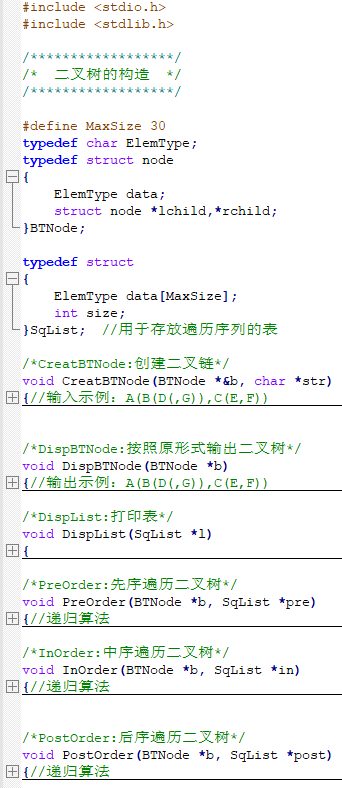 #include <stdio.h>
#include <stdlib.h>
/******************/
/*  二叉树的构造  */
/******************/
#define MaxSize 30
typedef char ElemType;
typedef struct node
{
    ElemType data;
    struct node *lchild,*rchild;
}BTNode;
typedef struct
{
    ElemType data[MaxSize];
    int size;
}SqList;  //用于存放遍历序列的表
/*CreatBTNode:创建二叉链*/
void CreatBTNode(BTNode *&b, char *str)
{//输入示例：A(B(D(,G)),C(E,F))
/*DispBTNode:按照原形式输出二叉树*/
void DispBTNode(BTNode *b)
{//输出示例：A(B(D(,G)),C(E,F))
/*DispList:打印表*/
void DispList(SqList *l)
{
/*PreOrder:先序遍历二叉树*/
void PreOrder(BTNode *b, SqList *pre)
{//递归算法
/*InOrder:中序遍历二叉树*/
void InOrder(BTNode *b, SqList *in)
{//递归算法
/*PostOrder:后序遍历二叉树*/
void PostOrder(BTNode *b, SqList *post)
{//递归算法